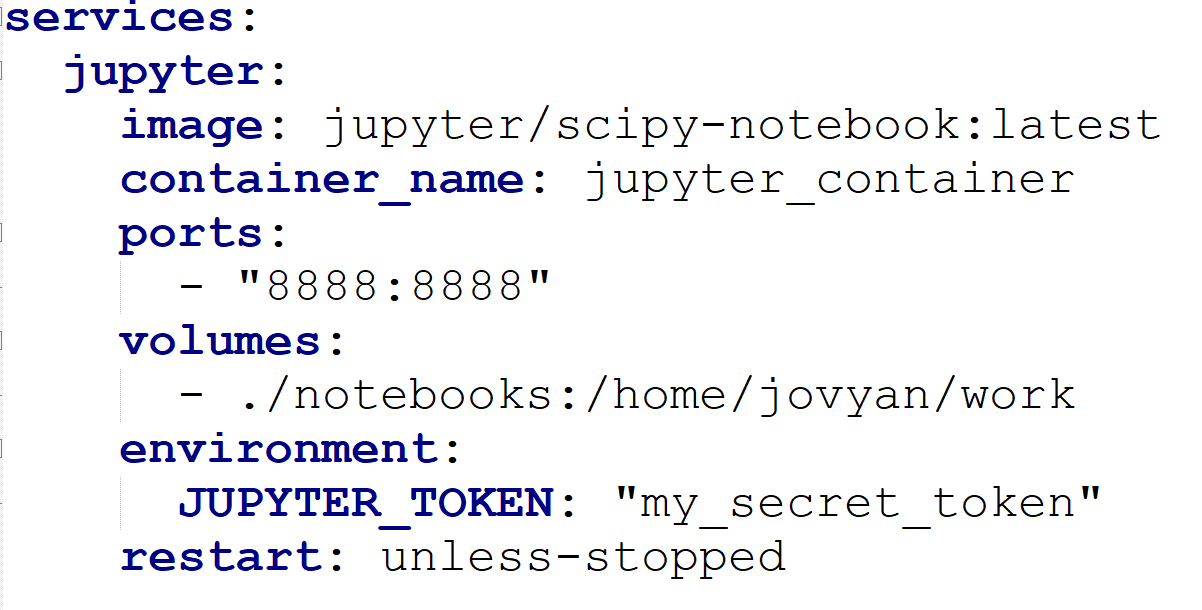 services:
  jupyter:
    image: jupyter/scipy-notebook:latest
    container_name: jupyter_container
    ports:
      - "8888:8888"
    volumes:
      - ./notebooks:/home/jovyan/work
    environment:
      JUPYTER_TOKEN: "my_secret_token"
    restart: unless-stopped